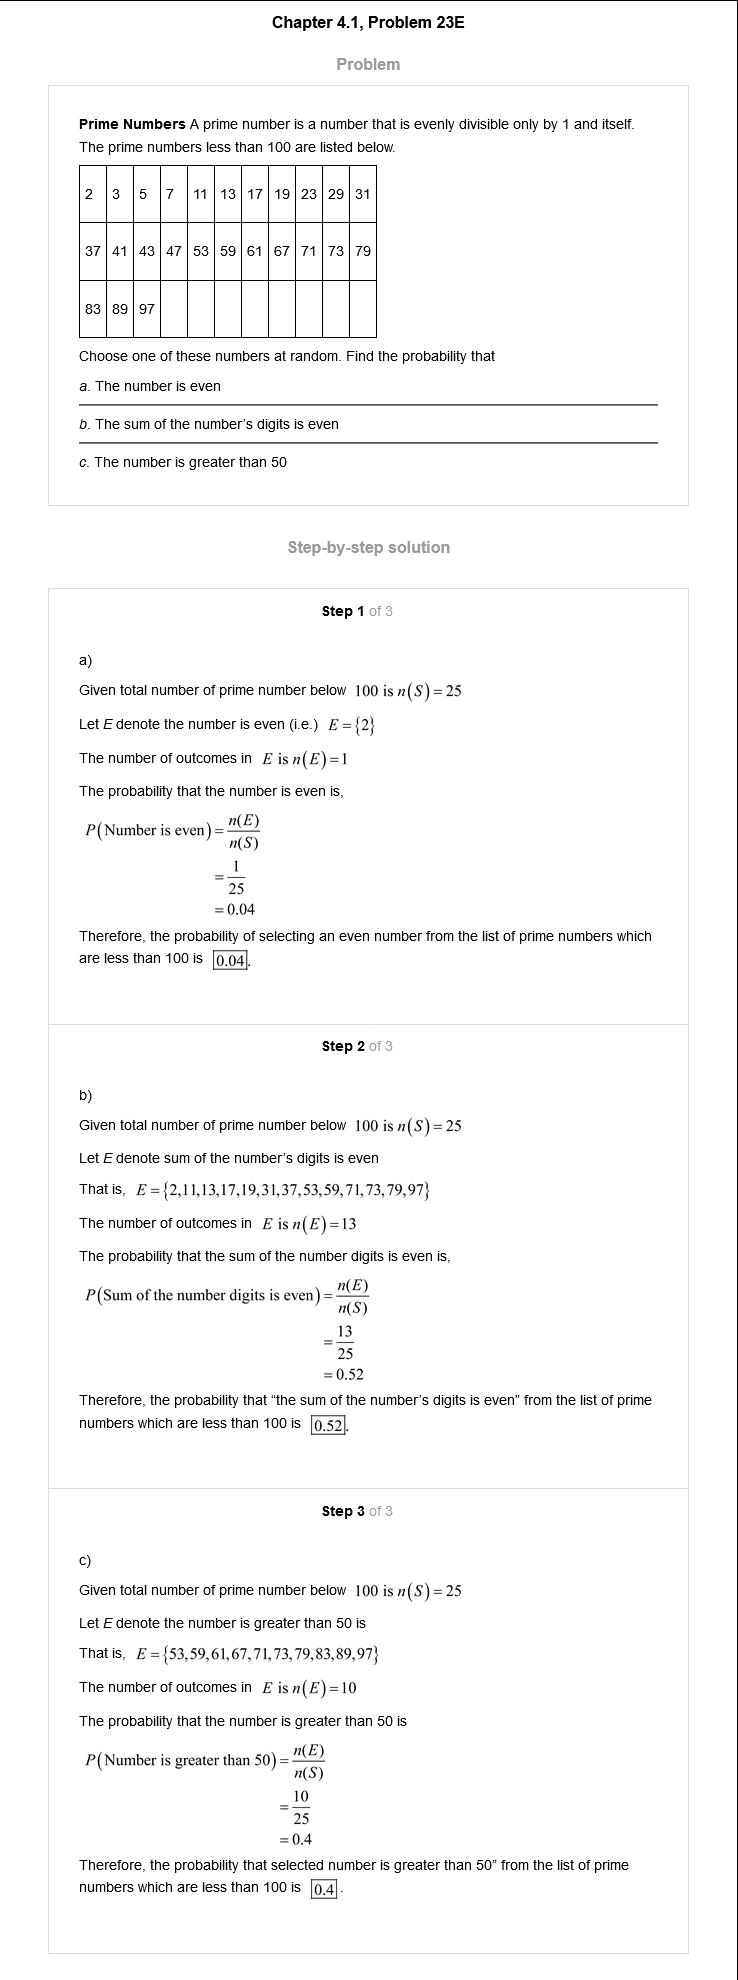 Chapter 4.1, Problem 23E
Problem
Prime Numbers A prime number is a number that is evenly divisible only by 1 and itself.
The prime numbers less than 100 are listed below.
2 3 5 7 11 13 17 19 23 29 31
37 41 43 47 53 59 61 67 71 73 79
83 89 97
Choose one of these numbers at random. Find the probability that
a. The number is even
b. The sum of the number's digits is even
c. The number is greater than 50
Step-by-step solution
Step 1 of 3
a)
Given total number of prime number below 100 is n(S) = 25
Let E denote the number is even (i.e.) E = {2}
The number of outcomes in E is n(E) = 1
The probability that the number is even is,
P(Number is even) = n(E)/n(S)
= 1/25
= 0.04
Therefore, the probability of selecting an even number from the list of prime numbers which
are less than 100 is 0.04.
Step 2 of 3
b)
Given total number of prime number below 100 is n(S) = 25
Let E denote sum of the number's digits is even
That is, E = {2,11,13,17,19,31,37,53,59,71,73,79,97}
The number of outcomes in E is n(E) = 13
The probability that the sum of the number digits is even is,
P(Sum of the number digits is even) = n(E)/n(S)
= 13/25
= 0.52
Therefore, the probability that “the sum of the number's digits is even” from the list of prime
numbers which are less than 100 is 0.52.
Step 3 of 3
c)
Given total number of prime number below 100 is n(S) = 25
Let E denote the number is greater than 50 is
That is, E = {53,59,61,67,71,73,79,83,89,97}
The number of outcomes in E is n(E) = 10
The probability that the number is greater than 50 is
P(Number is greater than 50) = n(E)/n(S)
= 10/25
= 0.4
Therefore, the probability that selected number is greater than 50” from the list of prime
numbers which are less than 100 is 0.4.